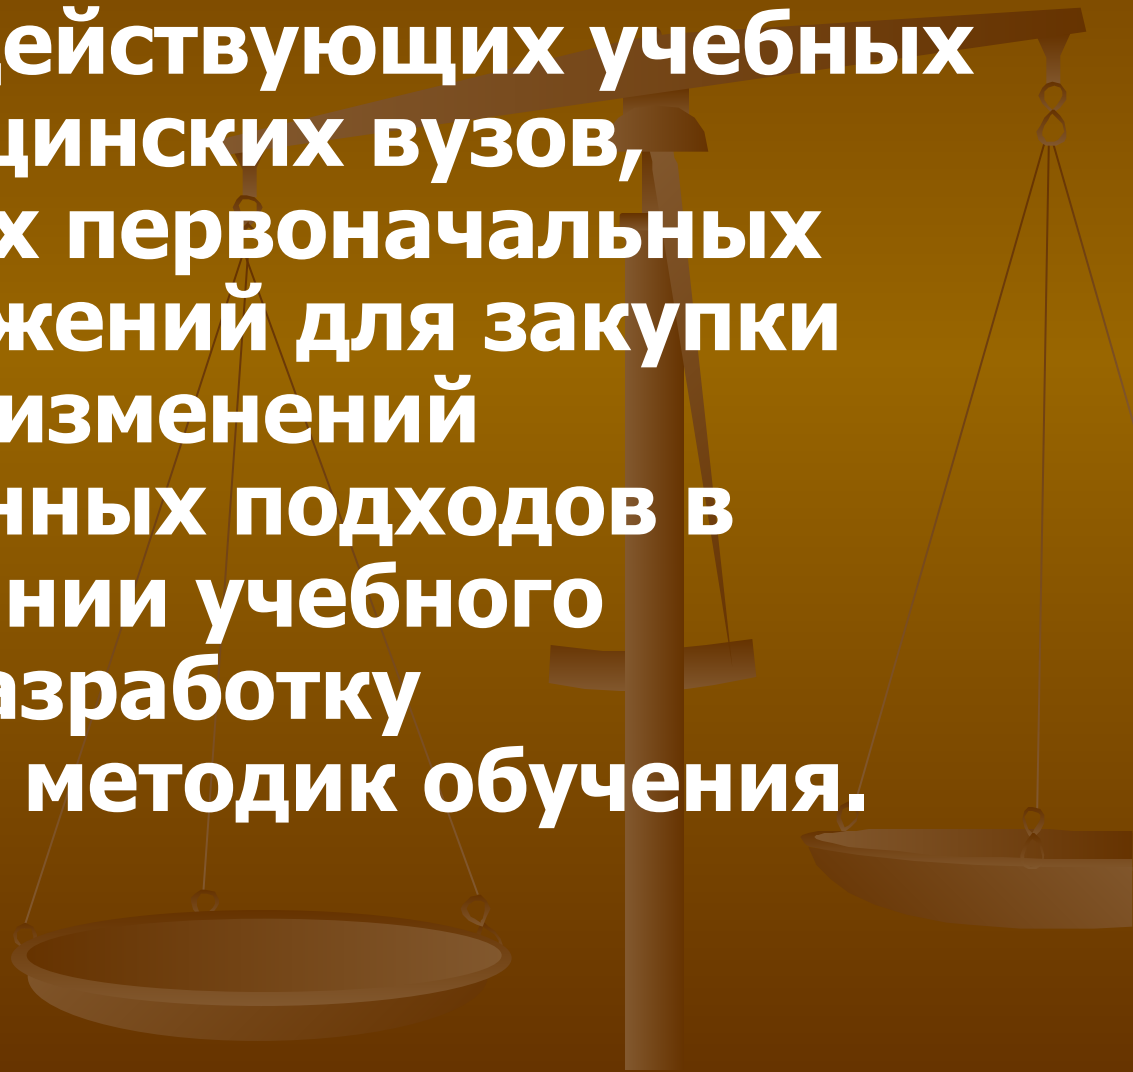 действующих учебных
цинских вузов,
х первоначальных
жений для закупки
изменений
нных подходов в
нии учебного
азработку
методик обучения.